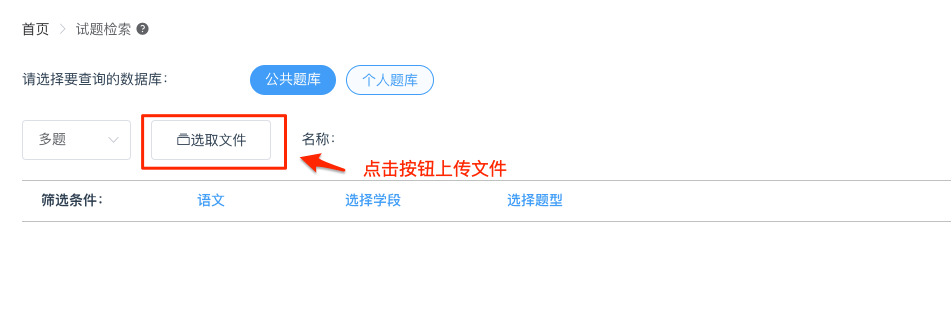 首页 > 试题检索 ?
请选择要查询的数据库: 公共题库 个人题库
多题 选取文件 名称:
点击按钮上传文件
筛选条件: 语文 选择学段 选择题型